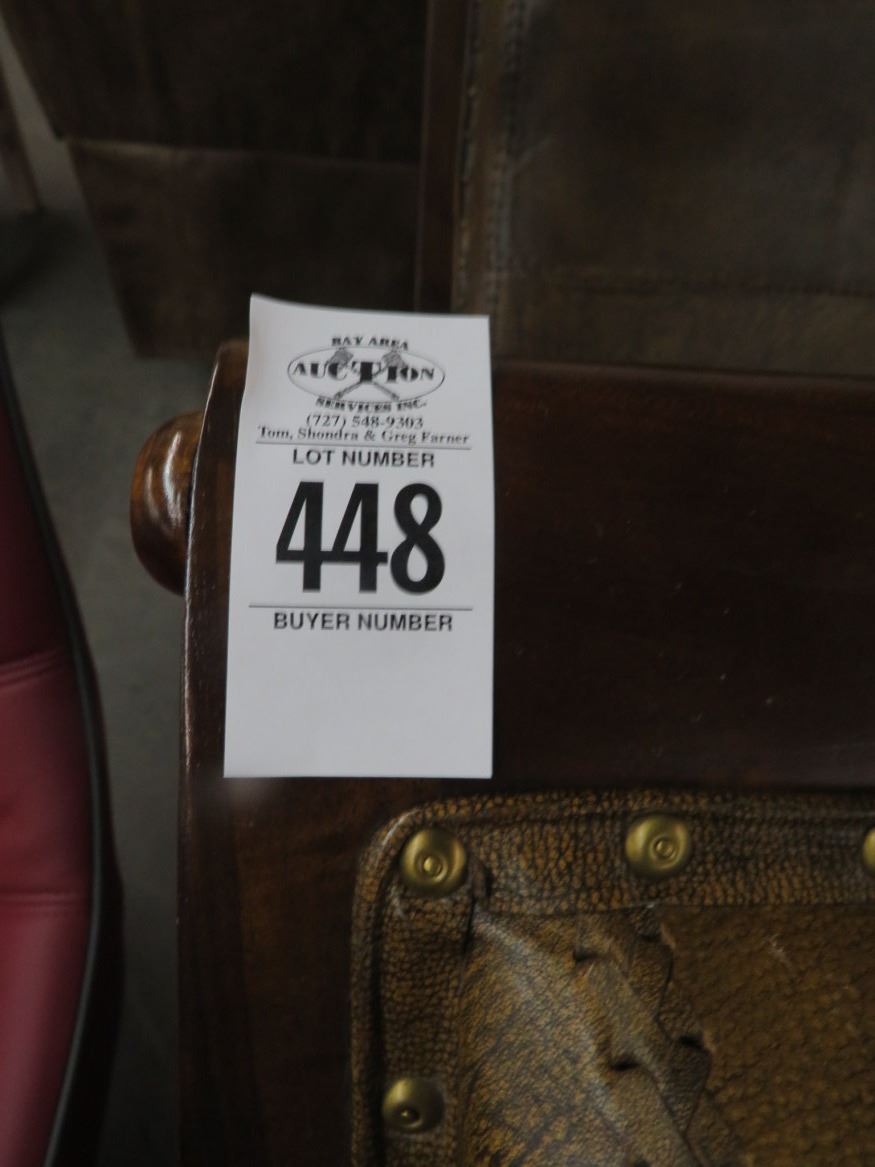 BAY AREA
AUCTION
SERVICES INC.
(727) 548-9303
Tom, Shondra & Greg Farner
LOT NUMBER
448
BUYER NUMBER